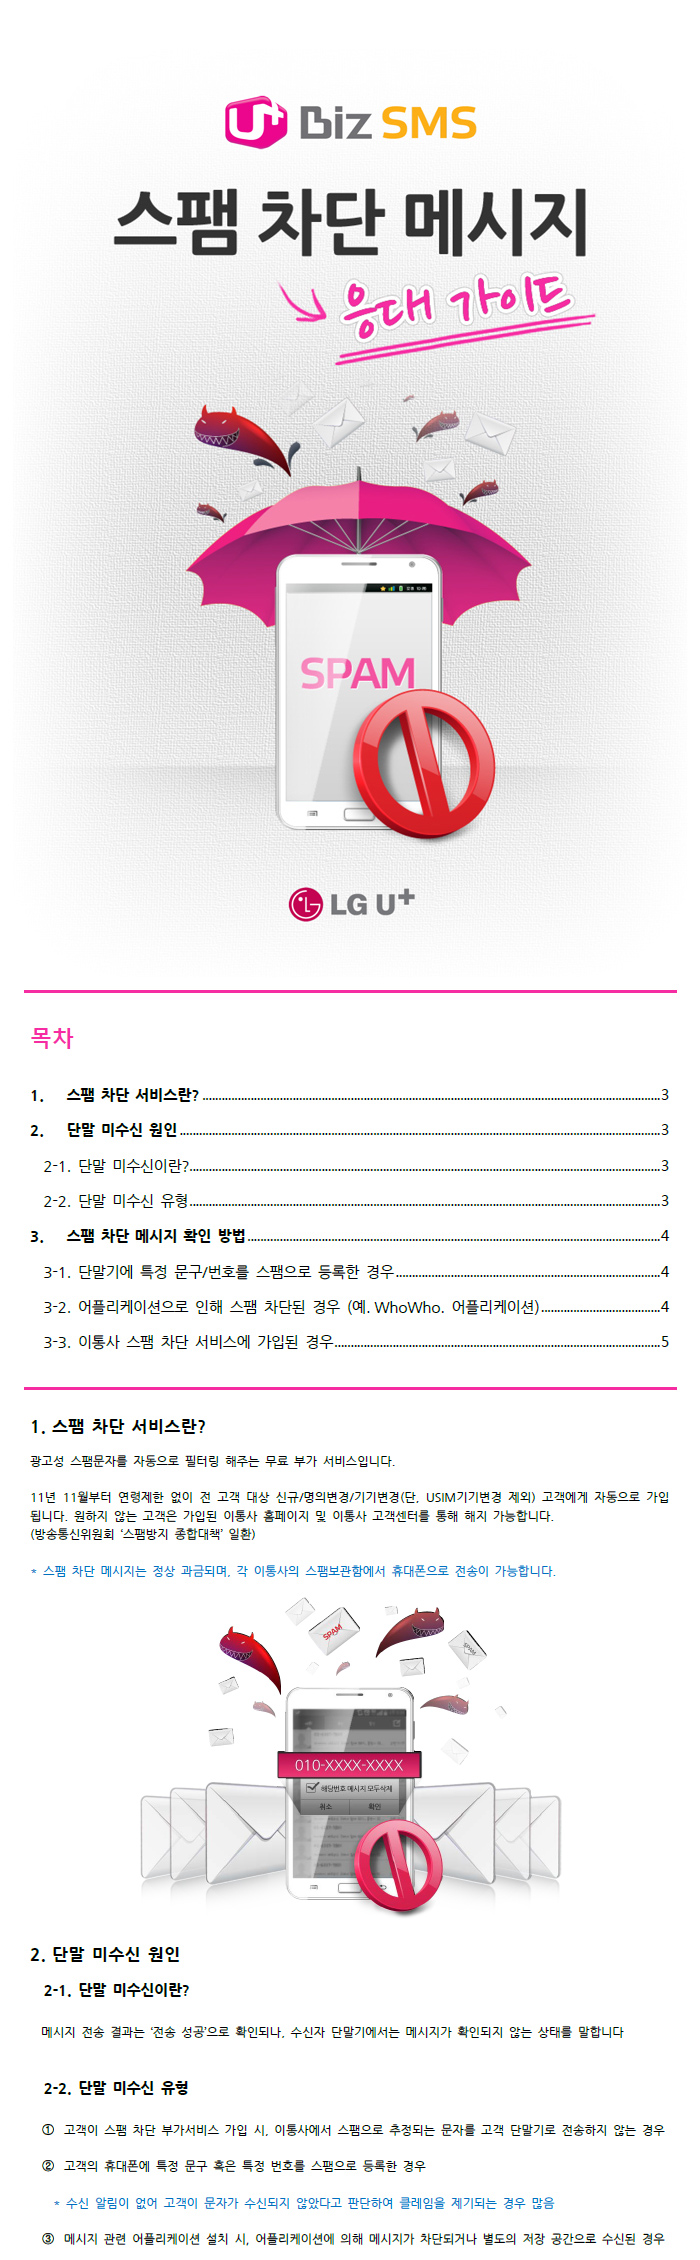 U+ Biz SMS
스팸 차단 메시지
응대 가이드
SPAM
LG U+
목차
1. 스팸 차단 서비스란? 3
2. 단말 미수신 원인 3
2-1. 단말 미수신이란? 3
2-2. 단말 미수신 유형 3
3. 스팸 차단 메시지 확인 방법 4
3-1. 단말기에 특정 문구/번호를 스팸으로 등록한 경우 4
3-2. 어플리케이션으로 인해 스팸 차단된 경우 (예. WhoWho. 어플리케이션) 4
3-3. 이통사 스팸 차단 서비스에 가입된 경우 5
1. 스팸 차단 서비스란?
광고성 스팸문자를 자동으로 필터링 해주는 무료 부가 서비스입니다.
11년 11월부터 연령제한 없이 전 고객 대상 신규/명의변경/기기변경(단, USIM기기변경 제외) 고객에게 자동으로 가입
됩니다. 원하지 않는 고객은 가입된 이통사 홈페이지 및 이통사 고객센터를 통해 해지 가능합니다.
(방송통신위원회 ‘스팸방지 종합대책’ 일환)
* 스팸 차단 메시지는 정상 과금되며, 각 이통사의 스팸보관함에서 휴대폰으로 전송이 가능합니다.
SPAM
SPAM
010-XXXX-XXXX
해당번호 메시지 모두삭제
취소 확인
2. 단말 미수신 원인
2-1. 단말 미수신이란?
메시지 전송 결과는 ‘전송 성공’으로 확인되나, 수신자 단말기에서는 메시지가 확인되지 않는 상태를 말합니다
2-2. 단말 미수신 유형
① 고객이 스팸 차단 부가서비스 가입 시, 이통사에서 스팸으로 추정되는 문자를 고객 단말기로 전송하지 않는 경우
② 고객의 휴대폰에 특정 문구 혹은 특정 번호를 스팸으로 등록한 경우
* 수신 알림이 없어 고객이 문자가 수신되지 않았다고 판단하여 클레임을 제기되는 경우 많음
③ 메시지 관련 어플리케이션 설치 시, 어플리케이션에 의해 메시지가 차단되거나 별도의 저장 공간으로 수신된 경우